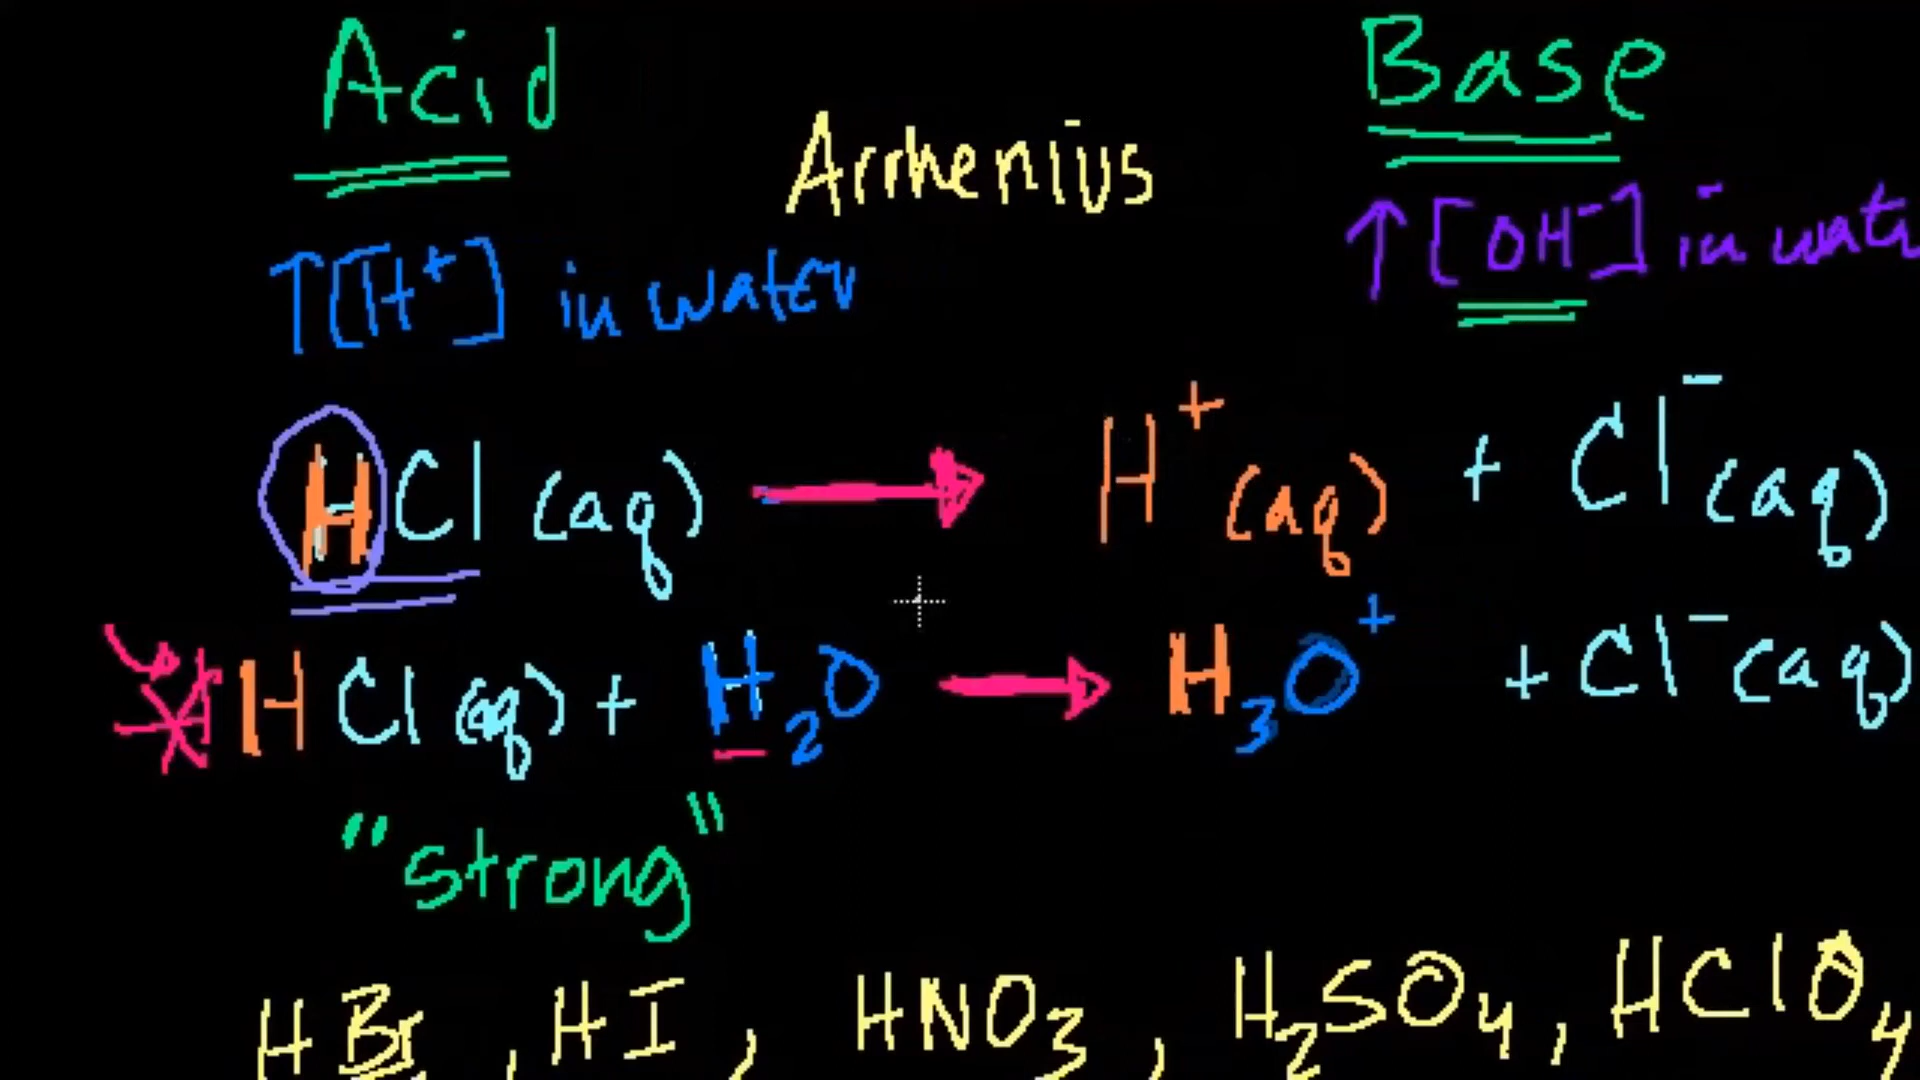 Acid
Base
Arrhenius
↑[H⁺] in water
↑[OH⁻] in wat
HCl (aq) → H⁺ (aq) + Cl⁻ (aq)
HCl (aq) + H₂O → H₃O⁺ + Cl⁻ (aq)
"strong"
HBr, HI, HNO₃, H₂SO₄, HClO₄